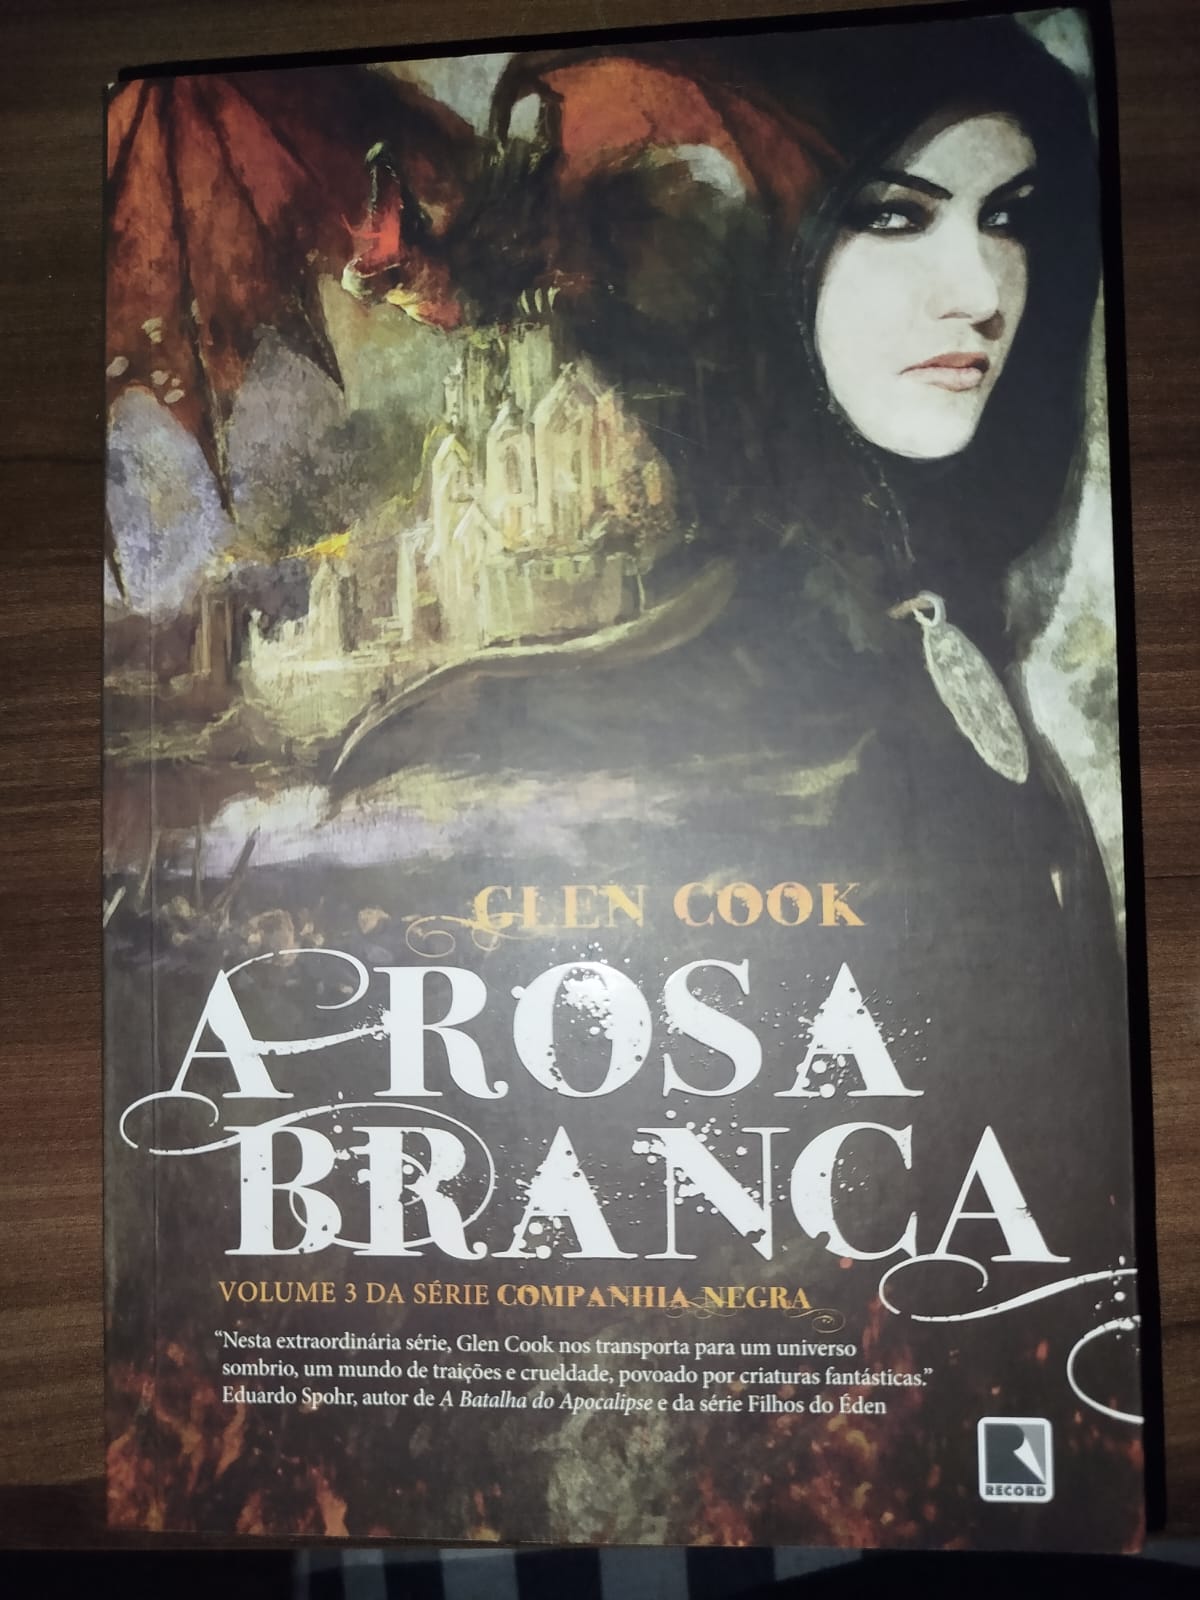 GLEN COOK
A ROSA
BRANCA
VOLUME 3 DA SÉRIE COMPANHIA NEGRA
“Nesta extraordinária série, Glen Cook nos transporta para um universo
sombrio, um mundo de traições e crueldade, povoado por criaturas fantásticas.”
Eduardo Spohr, autor de A Batalha do Apocalipse e da série Filhos do Éden
R
RECORD